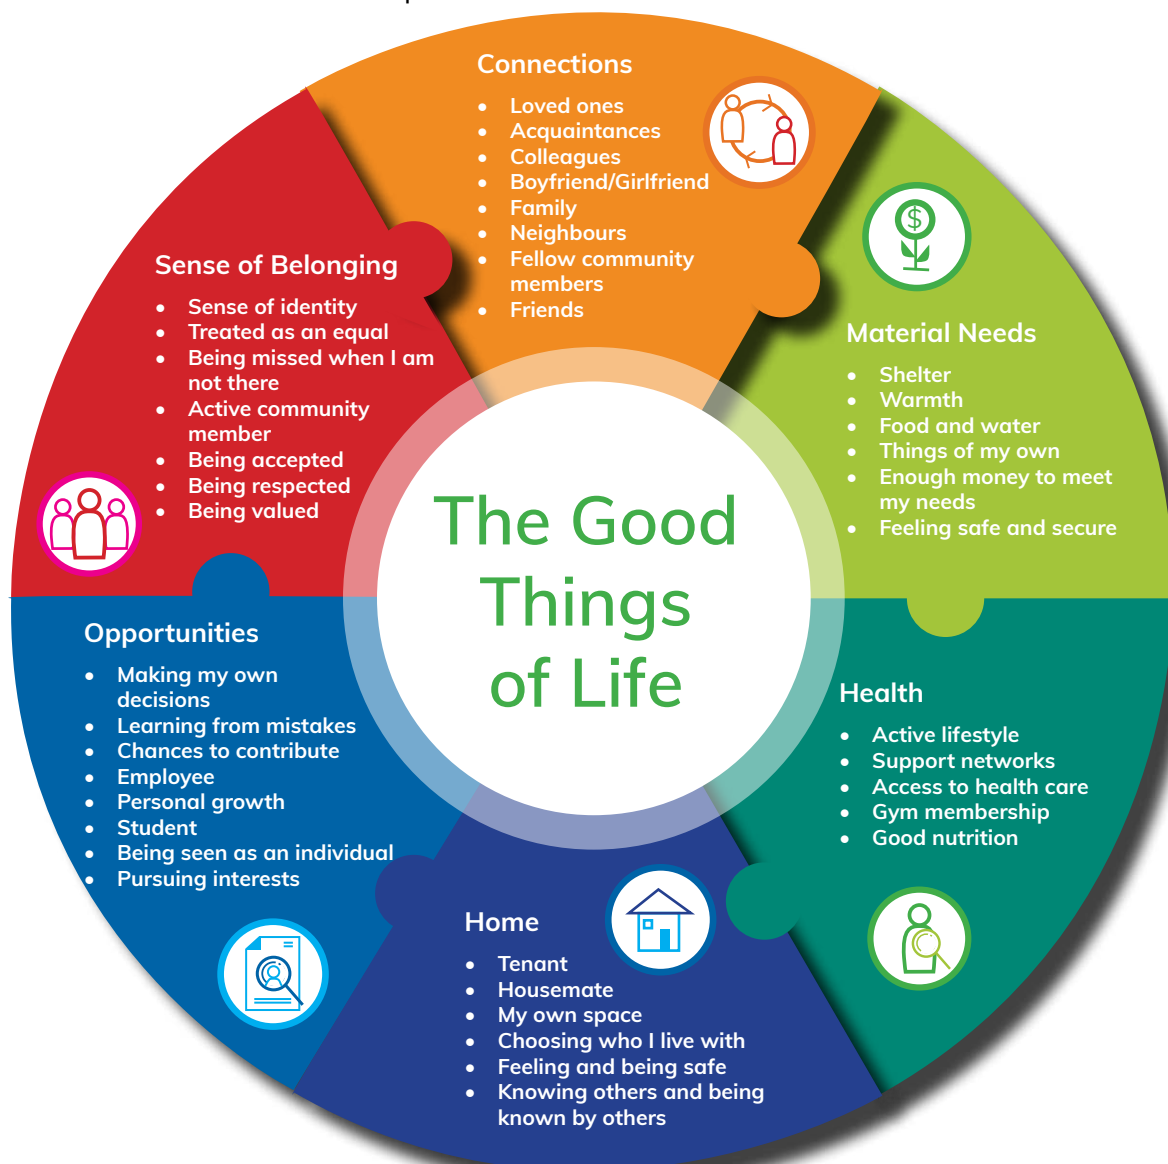 Connections
• Loved ones
• Acquaintances
• Colleagues
• Boyfriend/Girlfriend
• Family
• Neighbours
• Fellow community
members
• Friends
Material Needs
• Shelter
• Warmth
• Food and water
• Things of my own
• Enough money to meet
my needs
• Feeling safe and secure
Health
• Active lifestyle
• Support networks
• Access to health care
• Gym membership
• Good nutrition
Home
• Tenant
• Housemate
• My own space
• Choosing who I live with
• Feeling and being safe
• Knowing others and being
known by others
Opportunities
• Making my own
decisions
• Learning from mistakes
• Chances to contribute
• Employee
• Personal growth
• Student
• Being seen as an individual
• Pursuing interests
Sense of Belonging
• Sense of identity
• Treated as an equal
• Being missed when I am
not there
• Active community
member
• Being accepted
• Being respected
• Being valued
The Good
Things
of Life
$